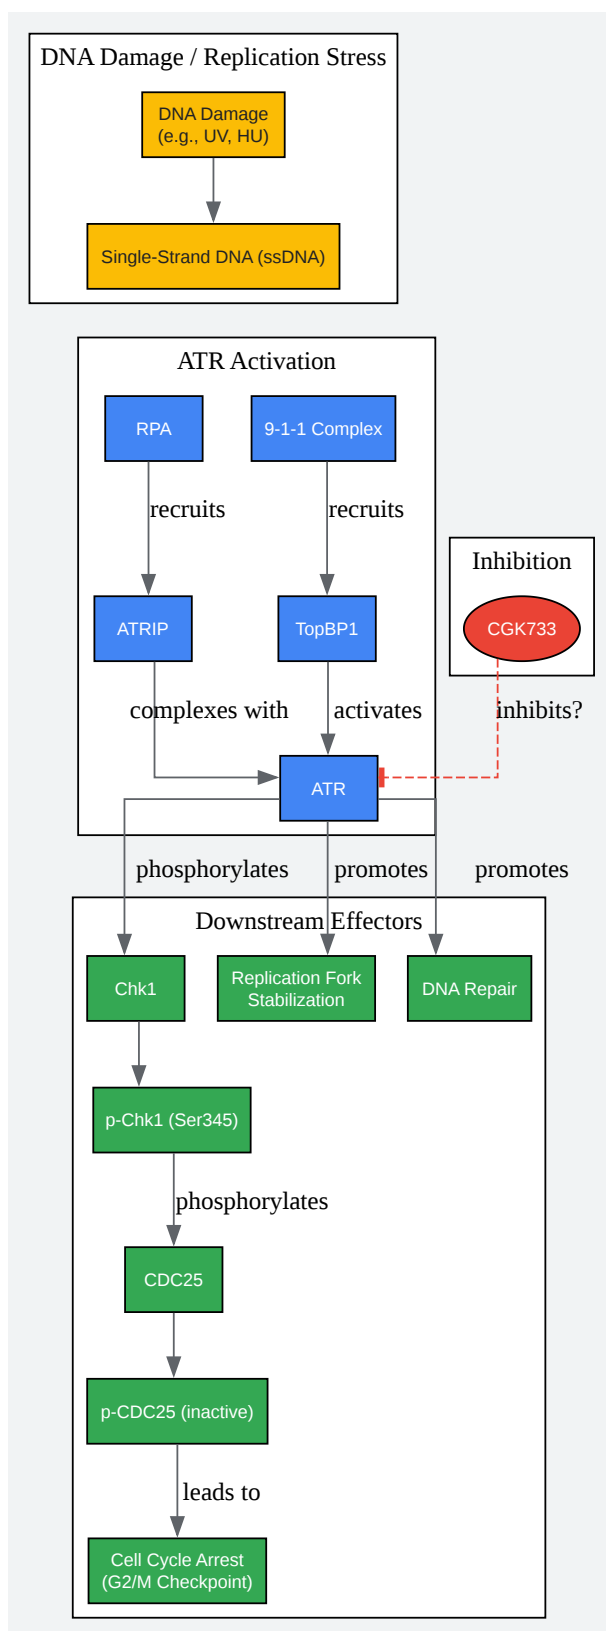 DNA Damage / Replication Stress
DNA Damage
(e.g., UV, HU)
Single-Strand DNA (ssDNA)
ATR Activation
RPA
9-1-1 Complex
recruits
recruits
Inhibition
ATRIP
TopBP1
CGK733
complexes with
activates
inhibits?
ATR
phosphorylates
promotes
promotes
Downstream Effectors
Chk1
Replication Fork
Stabilization
DNA Repair
p-Chk1 (Ser345)
phosphorylates
CDC25
p-CDC25 (inactive)
leads to
Cell Cycle Arrest
(G2/M Checkpoint)